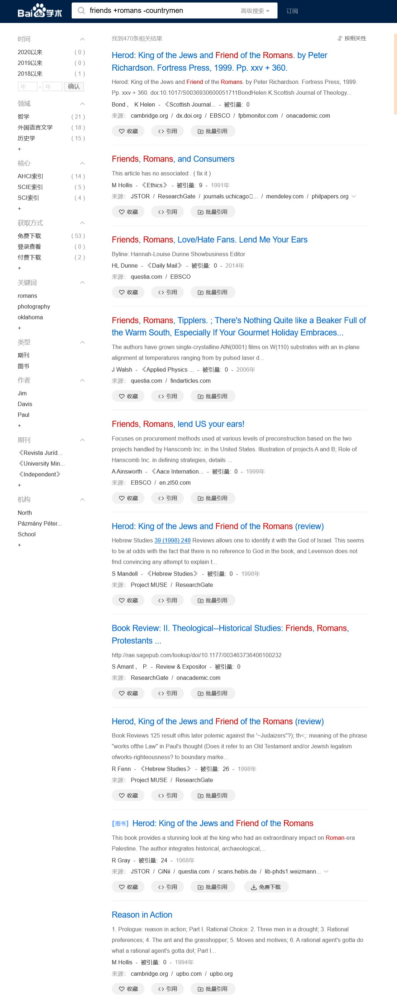 Bai du 学术
friends +romans -countrymen
高级搜索
订阅
时间
2020以来 ( 0 )
2019以来 ( 0 )
2018以来 ( 1 )
年 - 年 确认
领域
哲学 ( 21 )
外国语言文学 ( 18 )
历史学 ( 15 )
+
核心
AHCI索引 ( 14 )
SCIE索引 ( 5 )
SCI索引 ( 4 )
+
获取方式
免费下载 ( 53 )
登录查看 ( 0 )
付费下载 ( 2 )
+
关键词
romans
photography
oklahoma
+
类型
期刊
图书
作者
Jim
Davis
Paul
+
期刊
《Revista Juríd...
《University Min...
《Independent》
+
机构
North
Pázmány Péter...
School
+
找到470条相关结果
按相关性
Herod: King of the Jews and Friend of the Romans. by Peter
Richardson. Fortress Press, 1999. Pp. xxv + 360.
Herod: King of the Jews and Friend of the Romans. by Peter Richardson. Fortress Press, 1999.
Pp. xxv + 360. doi:10.1017/S0036930600051711BondHelen K.Scottish Journal of Theology...
Bond , K Helen - 《Scottish Journal... - 被引量: 0
来源: cambridge.org / dx.doi.org / EBSCO / fpbmonitor.com / onacademic.com
收藏 <> 引用 批量引用
Friends, Romans, and Consumers
This article has no associated . ( fix it )
M Hollis - 《Ethics》 - 被引量: 9 - 1991年
来源: JSTOR / ResearchGate / journals.uchicago... / mendeley.com / philpapers.org
收藏 <> 引用 批量引用
Friends, Romans, Love/Hate Fans. Lend Me Your Ears
Byline: Hannah-Louise Dunne Showbusiness Editor
HL Dunne - 《Daily Mail》 - 被引量: 0 - 2014年
来源: questia.com / EBSCO
收藏 <> 引用 批量引用
Friends, Romans, Tipplers. ; There's Nothing Quite like a Beaker Full of
the Warm South, Especially If Your Gourmet Holiday Embraces...
The authors have grown single-crystalline AlN(0001) films on W(110) substrates with an in-plane
alignment at temperatures ranging from by pulsed laser d...
J Walsh - 《Applied Physics ... - 被引量: 0 - 2006年
来源: questia.com / findarticles.com
收藏 <> 引用 批量引用
Friends, Romans, lend US your ears!
Focuses on procurement methods used at various levels of preconstruction based on the two
projects handled by Hanscomb Inc. in the United States. Illustration of projects A and B; Role of
Hanscomb Inc. in defining strategies, details ...
A Ainsworth - 《Aace Internation... - 被引量: 0 - 1999年
来源: EBSCO / en.zl50.com
收藏 <> 引用 批量引用
Herod: King of the Jews and Friend of the Romans (review)
Hebrew Studies 39 (1998) 248 Reviews allows one to identify it with the God of Israel. This seems
to be at odds with the fact that there is no reference to God in the book, and Levenson does not
fmd convincing any attempt to explain t...
S Mandell - 《Hebrew Studies》 - 被引量: 0 - 1998年
来源: Project MUSE / ResearchGate
收藏 <> 引用 批量引用
Book Review: II. Theological--Historical Studies: Friends, Romans,
Protestants ...
http://rae.sagepub.com/lookup/doi/10.1177/003463736406100232
S Amant , P. - Review & Expositor - 被引量: 0
来源: ResearchGate / onacademic.com
收藏 <> 引用 批量引用
Herod, King of the Jews and Friend of the Romans (review)
Book Reviews 125 result ofhis later polemic against the '~Judaizers"?); th<;: meaning of the phrase
"works ofthe Law" in Paul's thought (Does it refer to an Old Testament and/or Jewish legalism
ofworks-righteousness? to boundary marke...
R Fenn - 《Hebrew Studies》 - 被引量: 26 - 1998年
来源: Project MUSE / ResearchGate
收藏 <> 引用 批量引用
[图书] Herod: King of the Jews and Friend of the Romans
This book provides a stunning look at the king who had an extraordinary impact on Roman-era
Palestine. The author integrates historical, archaeological,...
R Gray - 被引量: 24 - 1968年
来源: JSTOR / CiNii / questia.com / scans.hebis.de / lib-phds1.weizmann...
收藏 <> 引用 批量引用 免费下载
Reason in Action
1. Prologue: reason in action; Part I. Rational Choice: 2. Three men in a drought; 3. Rational
preferences; 4. The ant and the grasshopper; 5. Moves and motives; 6. A rational agent's gotta do
what a rational agent's gotta do!; Part I...
M Hollis - 被引量: 0 - 1994年
来源: cambridge.org / upbo.com / upbo.org
收藏 <> 引用 批量引用